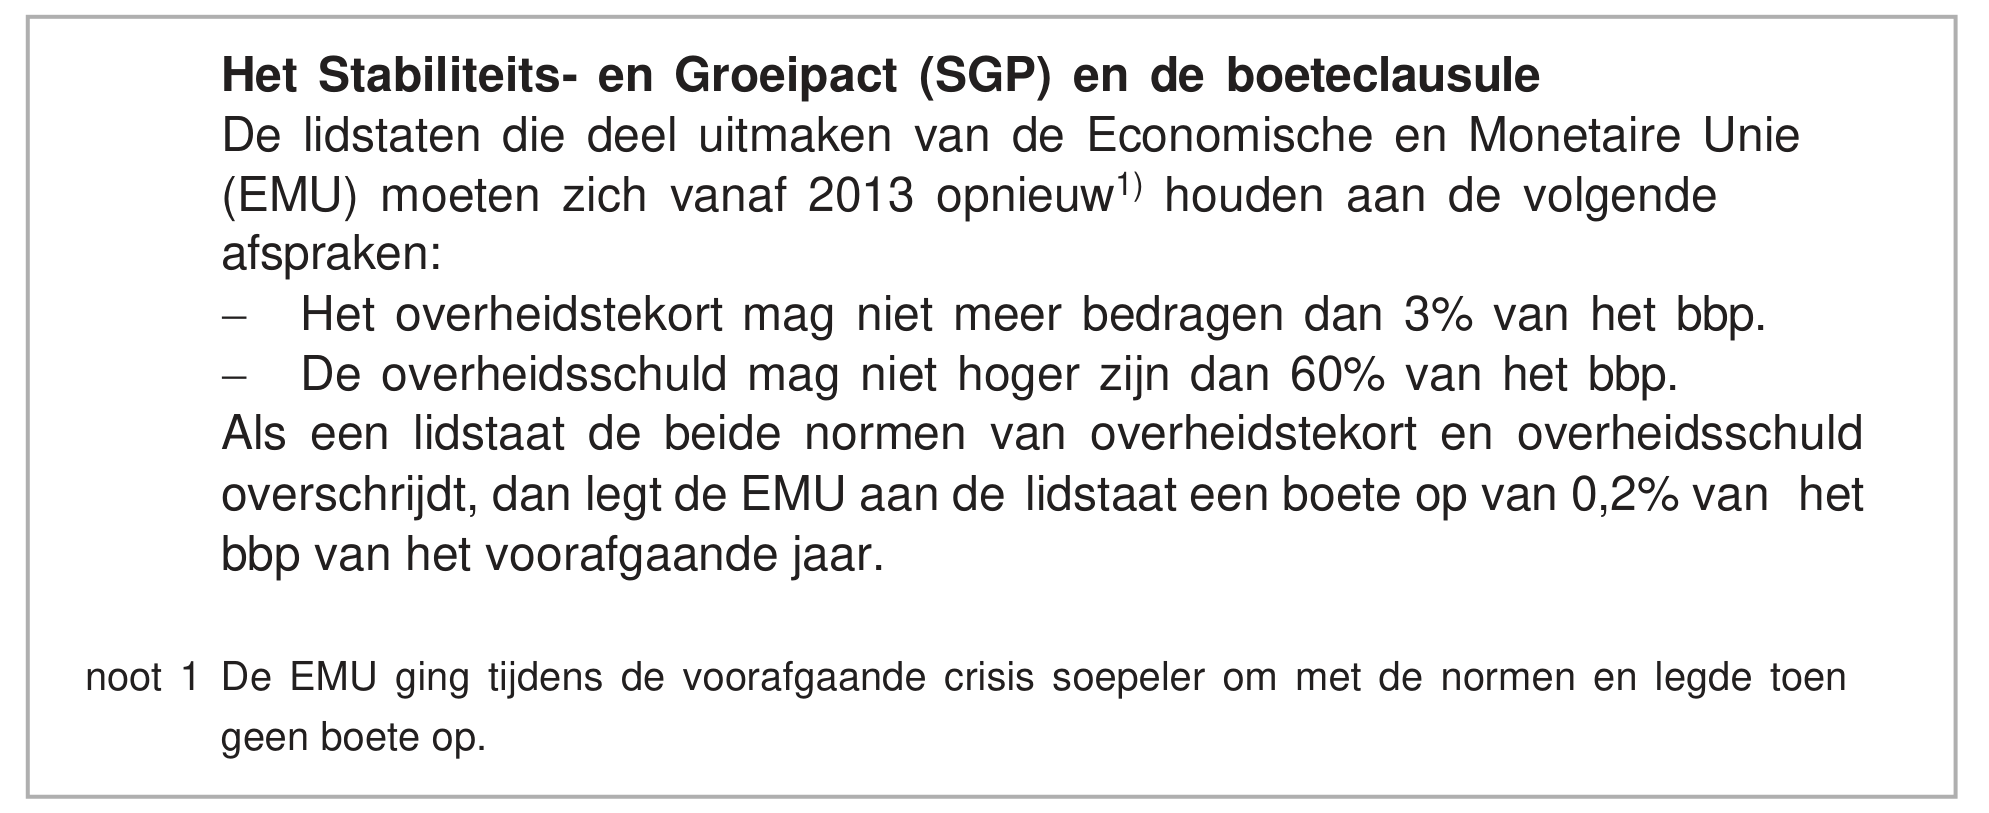 Het Stabiliteits- en Groeipact (SGP) en de boeteclausule
De lidstaten die deel uitmaken van de Economische en Monetaire Unie
(EMU) moeten zich vanaf 2013 opnieuw1) houden aan de volgende
afspraken:
– Het overheidstekort mag niet meer bedragen dan 3% van het bbp.
– De overheidsschuld mag niet hoger zijn dan 60% van het bbp.
Als een lidstaat de beide normen van overheidstekort en overheidsschuld
overschrijdt, dan legt de EMU aan de lidstaat een boete op van 0,2% van het
bbp van het voorafgaande jaar.
noot 1 De EMU ging tijdens de voorafgaande crisis soepeler om met de normen en legde toen
geen boete op.